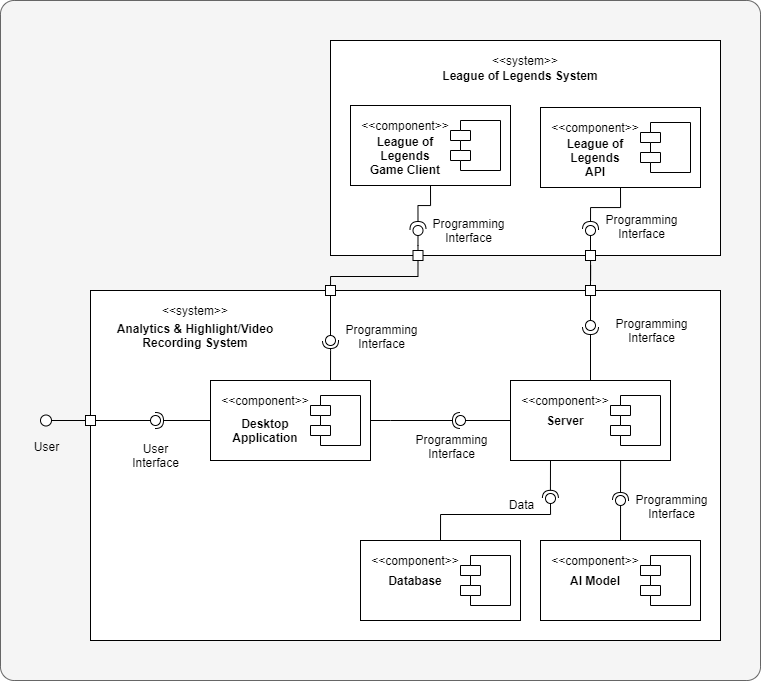 <<system>>
League of Legends System
<<component>>
League of
Legends
Game Client
<<component>>
League of
Legends
API
Programming
Interface
Programming
Interface
<<system>>
Analytics & Highlight/Video
Recording System
Programming
Interface
Programming
Interface
<<component>>
Desktop
Application
<<component>>
Server
User
User
Interface
Programming
Interface
Data
Programming
Interface
<<component>>
Database
<<component>>
AI Model